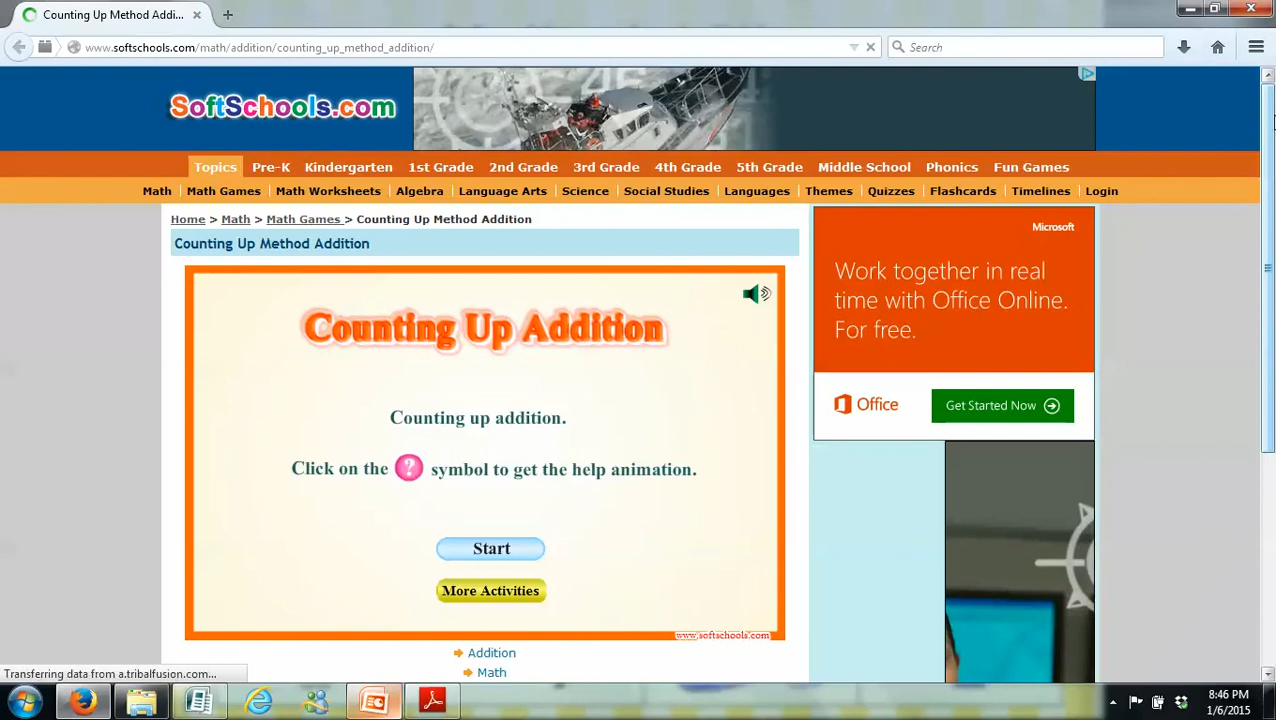 Counting Up Method Addi...
www.softschools.com/math/addition/counting_up_method_addition/
Search
SoftSchools.com
Topics Pre-K Kindergarten 1st Grade 2nd Grade 3rd Grade 4th Grade 5th Grade Middle School Phonics Fun Games
Math Math Games Math Worksheets Algebra Language Arts Science Social Studies Languages Themes Quizzes Flashcards Timelines Login
Home > Math > Math Games > Counting Up Method Addition
Counting Up Method Addition
Counting Up Addition
Counting up addition.
Click on the ? symbol to get the help animation.
Start
More Activities
www.softschools.com
Addition
Math
Microsoft
Work together in real
time with Office Online.
For free.
Office
Get Started Now
Transferring data from a.tribalfusion.com...
8:46 PM
1/6/2015